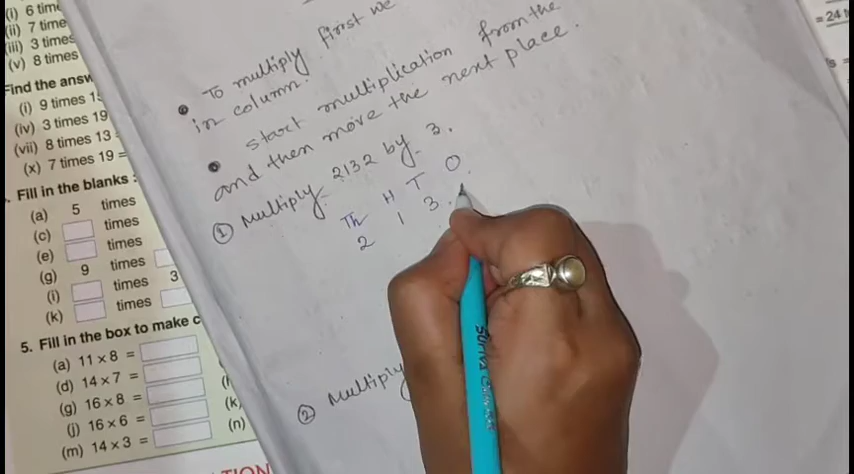 (i) 6 tim
(ii) 7 time
(iii) 3 times
(v) 8 times
Find the answ
(i) 9 times 1
(iv) 3 times 19
(vii) 8 times 13
(x) 7 times 19 =
Fill in the blanks :
(a) 5 times
(c) times
(e) times
(g) 9 times
(i) times 3
(k) times
5. Fill in the box to make c
(a) 11 × 8 =
(d) 14 × 7 =
(g) 16 × 8 =
(j) 16 × 6 =
(m) 14 × 3 =
(k,
(n)
TION
To multiply first we
in column.
start multiplication from the
and then move the next place.
① Multiply 2132 by 3.
Th H T O
2 1 3
② Multiply
= 24